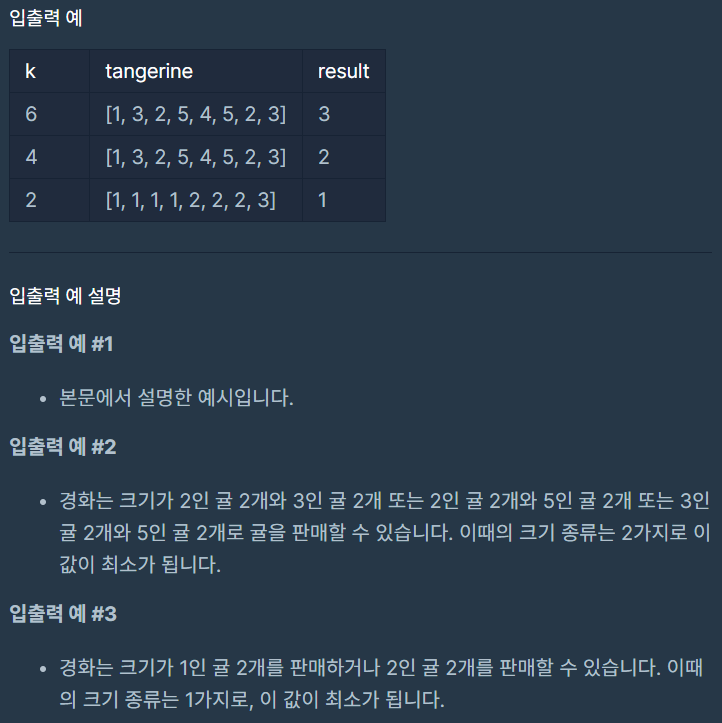 입출력 예
k tangerine result
6 [1, 3, 2, 5, 4, 5, 2, 3] 3
4 [1, 3, 2, 5, 4, 5, 2, 3] 2
2 [1, 1, 1, 1, 2, 2, 2, 3] 1
입출력 예 설명
입출력 예 #1
• 본문에서 설명한 예시입니다.
입출력 예 #2
• 경화는 크기가 2인 귤 2개와 3인 귤 2개 또는 2인 귤 2개와 5인 귤 2개 또는 3인
귤 2개와 5인 귤 2개로 귤을 판매할 수 있습니다. 이때의 크기 종류는 2가지로 이
값이 최소가 됩니다.
입출력 예 #3
• 경화는 크기가 1인 귤 2개를 판매하거나 2인 귤 2개를 판매할 수 있습니다. 이때
의 크기 종류는 1가지로, 이 값이 최소가 됩니다.